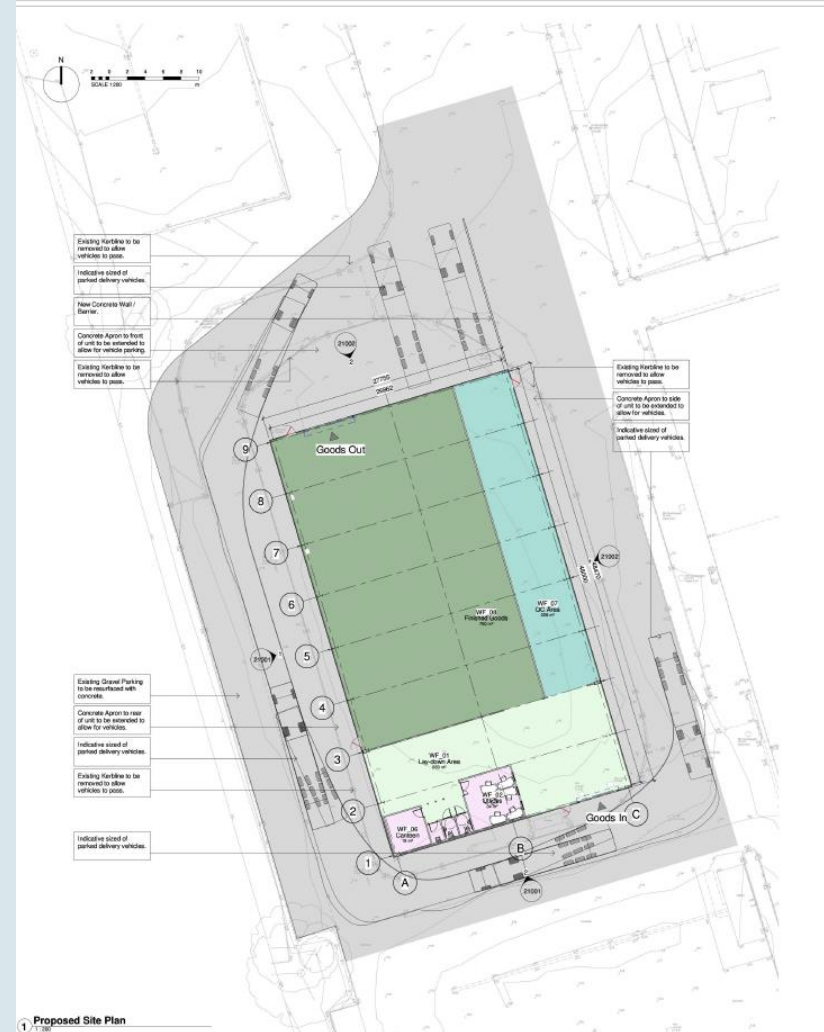 N
2 0 2 4 6 8 10
SCALE 1:200 m
Existing Kerbline to be
removed to allow
vehicles to pass.
Indicative sized of
parked delivery vehicles.
New Concrete Wall /
Barrier.
Concrete Apron to front
of unit to be extended to
allow for vehicle parking.
Existing Kerbline to be
removed to allow
vehicles to pass.
21002
2
Existing Kerbline to be
removed to allow
vehicles to pass.
Concrete Apron to side
of unit to be extended to
allow for vehicles.
Indicative sized of
parked delivery vehicles.
9
Goods Out
8
7
21002
6
WF_07
QC Area
Finished Goods
5
21001
4
Existing Gravel Parking
to be resurfaced with
concrete.
Concrete Apron to rear
of unit to be extended to
allow for vehicles.
Indicative sized of
parked delivery vehicles.
Existing Kerbline to be
removed to allow
vehicles to pass.
Indicative sized of
parked delivery vehicles.
3
WF_01
Lay-down Area
2
WF_02
WF_06
Canteen
Goods In
C
B
1
A
21001
1 Proposed Site Plan